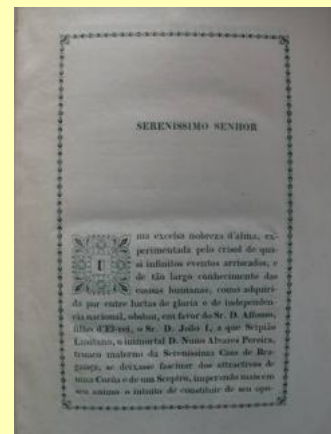 SERENISSIMO SENHOR
Uma excelsa nobreza d'alma, ex-
perimentada pelo crisol de qua-
si infinitos eventos arriscados, e
de tão largo conhecimento das
cousas humanas, como adquiri-
da por entre luctas de gloria e de independen-
cia nacional, obstou, em favor do Sr. D. Affonso,
filho d'El-rei, o Sr. D. João I, a que Scipião
Lusitano, o immortal D. Nuno Alvares Pereira,
tronco materno da Serenissima Casa de Bra-
gança, se deixasse fascinar dos attractivos de
uma Corôa e de um Sceptro, imperando mais em
seu animo o intuito de constituir de seu opu-